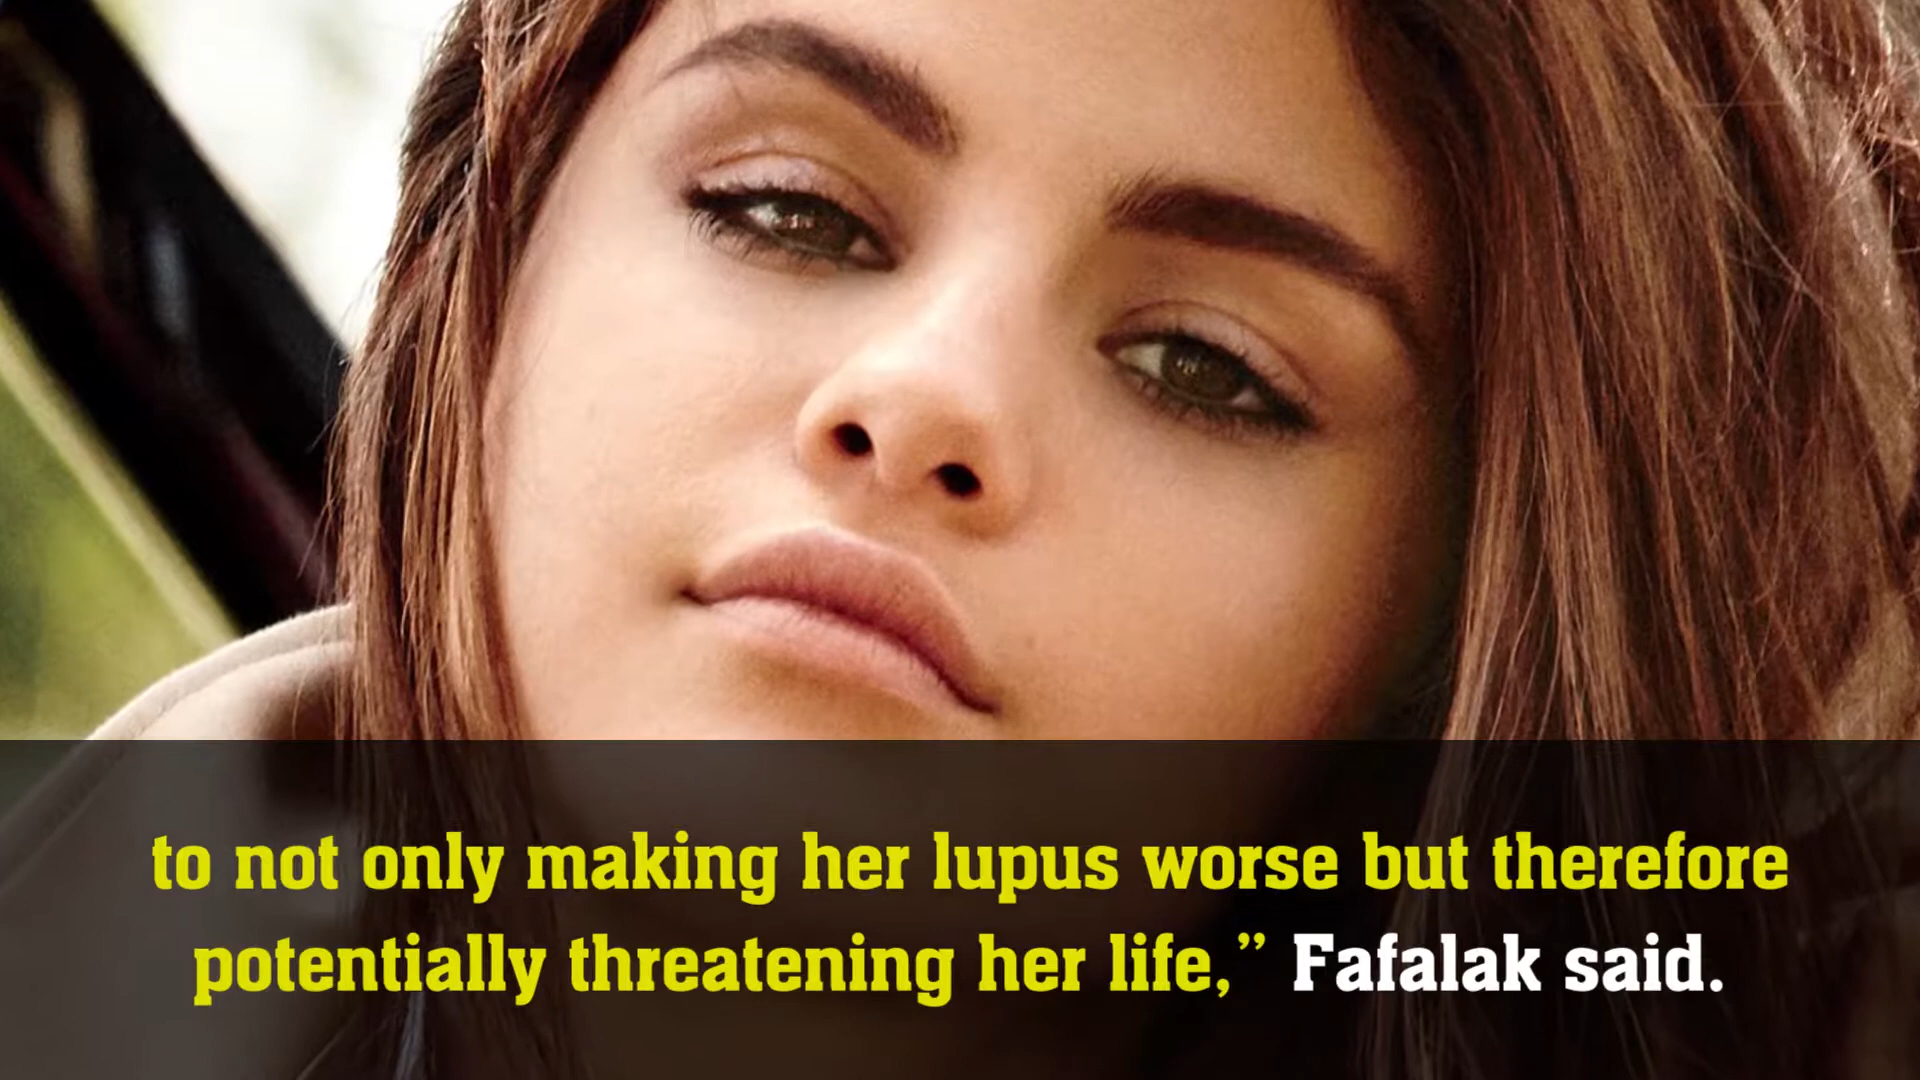 to not only making her lupus worse but therefore
potentially threatening her life,” Fafalak said.